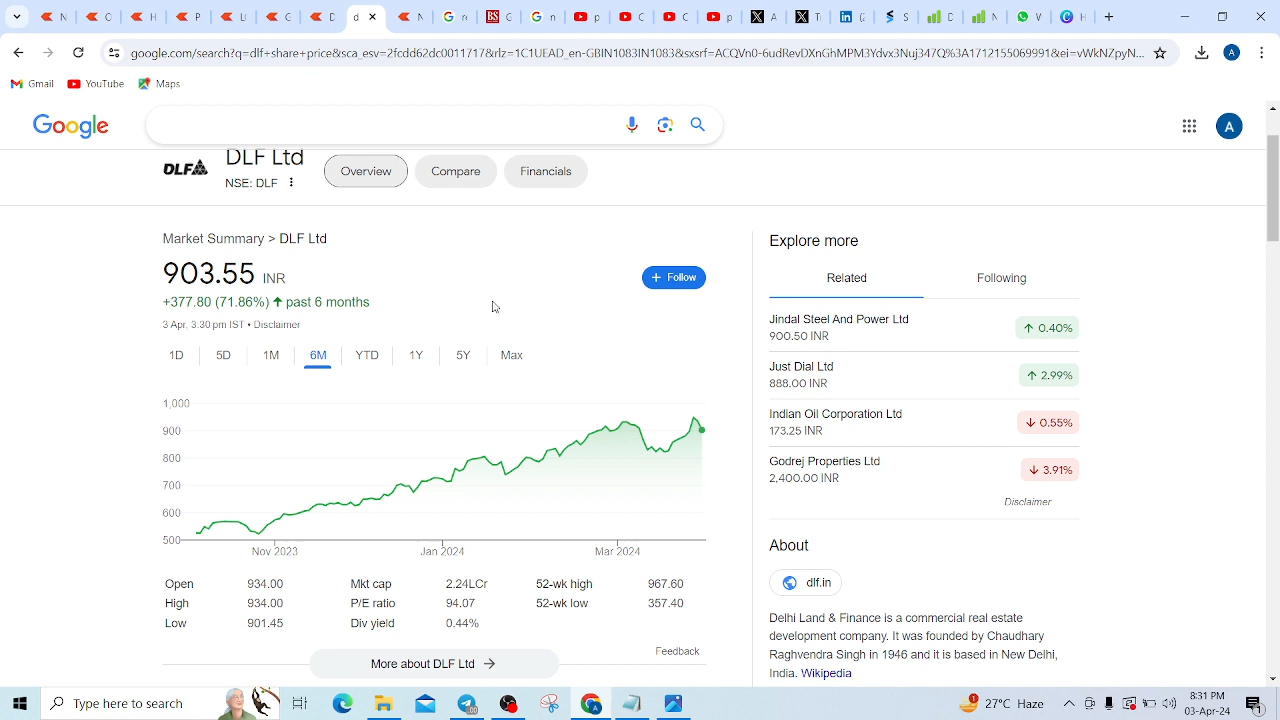 N
C
H
P
Li
C
D
d
N
n
C
n
p
C
C
p
A
T
S
D
N
V
H
google.com/search?q=dlf+share+price&sca_esv=2fdd62dc0011717&rlz=1C1UEAD_en-GBIN1083IN1083&sxsrf=ACQVn0-6udRevDXnGhMPM3Ydvx3Nuj347Q%3A1712155069991&ei=vWkNZpyN...
A
Gmail
YouTube
Maps
Google
A
DLF
DLF Ltd
NSE: DLF
Overview
Compare
Financials
Market Summary > DLF Ltd
903.55 INR
+ Follow
+377.80 (71.86%) ↑ past 6 months
3 Apr, 3:30 pm IST • Disclaimer
1D 5D 1M 6M YTD 1Y 5Y Max
1,000
900
800
700
600
500
Nov 2023 Jan 2024 Mar 2024
Open 934.00 Mkt cap 2.24LCr 52-wk high 967.60
High 934.00 P/E ratio 94.07 52-wk low 357.40
Low 901.45 Div yield 0.44%
Feedback
More about DLF Ltd →
Explore more
Related Following
Jindal Steel And Power Ltd
900.50 INR
↑ 0.40%
Just Dial Ltd
888.00 INR
↑ 2.99%
Indian Oil Corporation Ltd
173.25 INR
↓ 0.55%
Godrej Properties Ltd
2,400.00 INR
↓ 3.91%
Disclaimer
About
dlf.in
Delhi Land & Finance is a commercial real estate
development company. It was founded by Chaudhary
Raghvendra Singh in 1946 and it is based in New Delhi,
India. Wikipedia
Type here to search
27°C Haze
3:31 PM
03-Apr-24